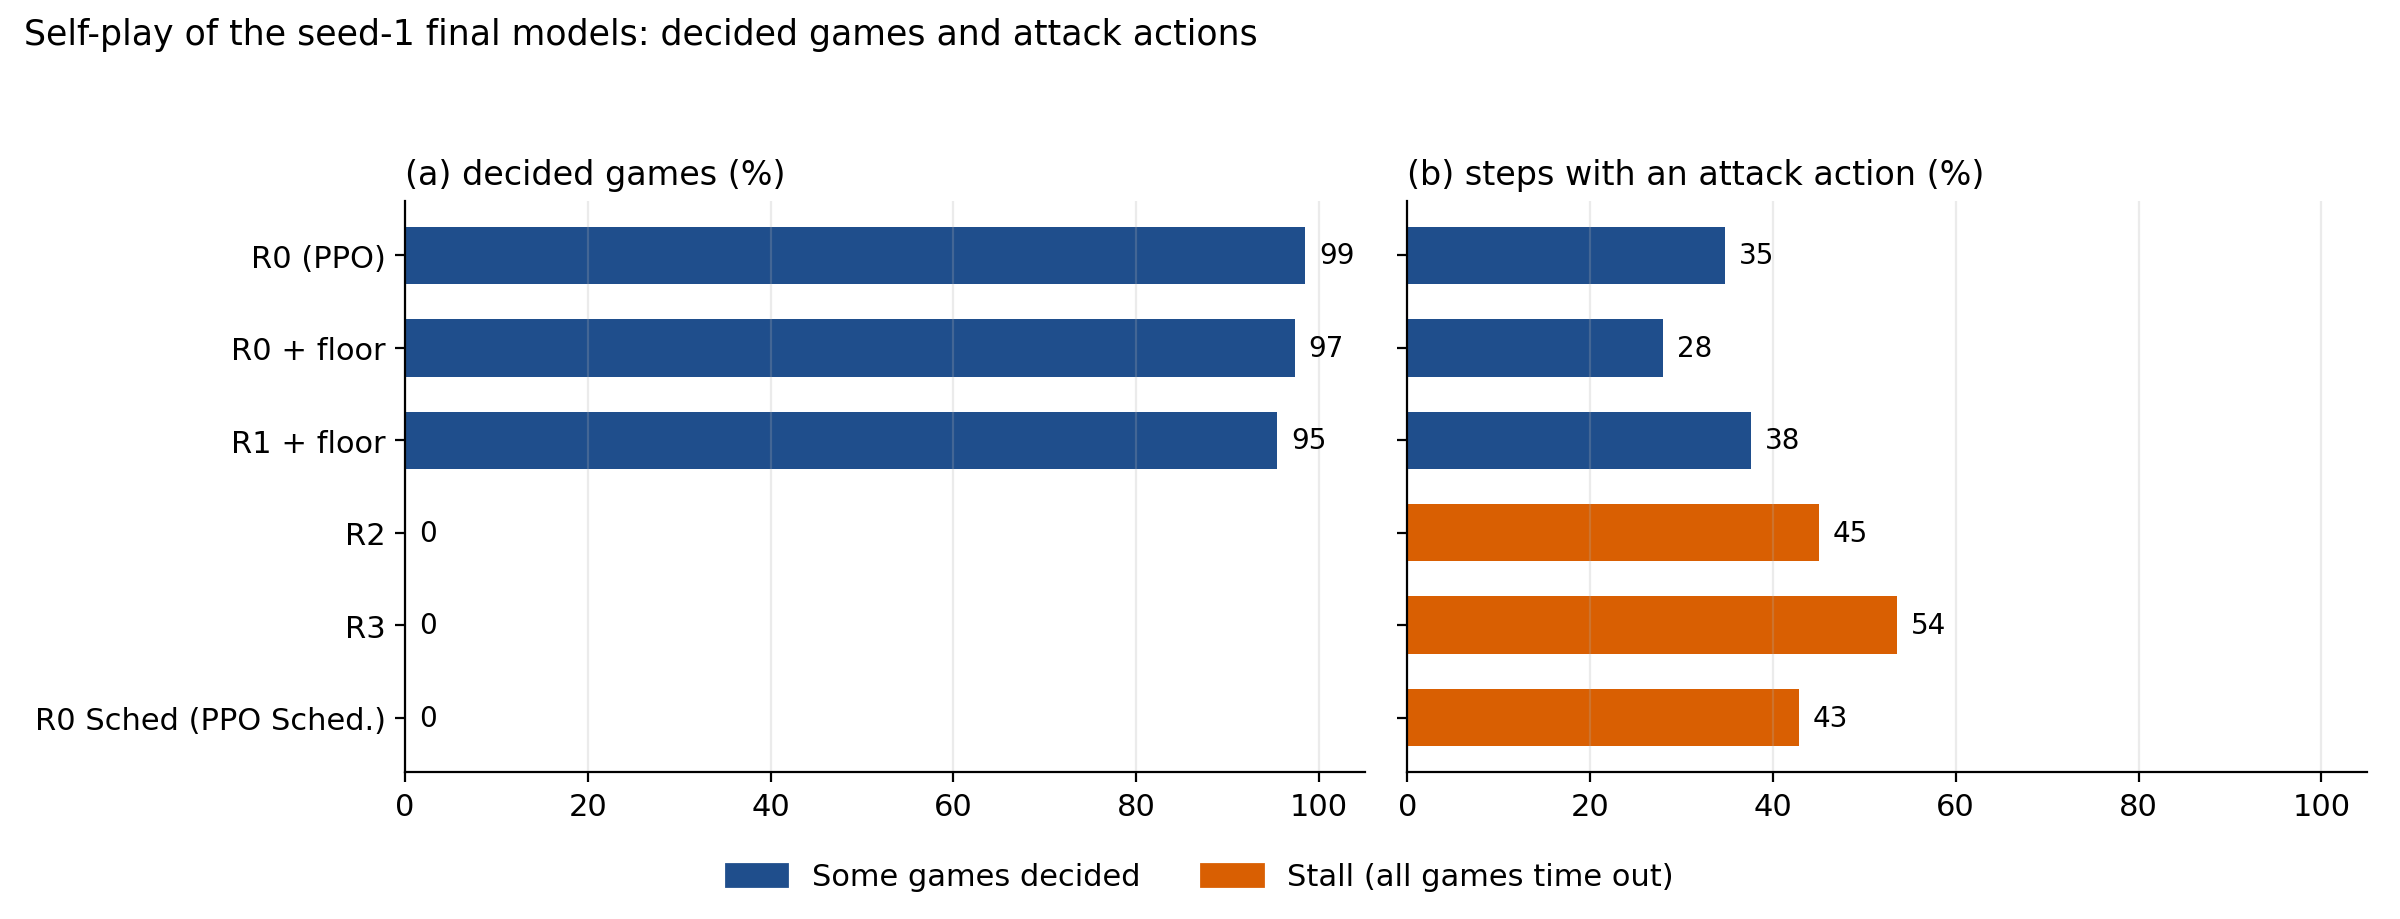 Self-play of the seed-1 final models: decided games and attack actions
(a) decided games (%)
R0 (PPO)
99
R0 + floor
97
R1 + floor
95
R2
0
R3
0
R0 Sched (PPO Sched.)
0
0 20 40 60 80 100
(b) steps with an attack action (%)
35
28
38
45
54
43
0 20 40 60 80 100
Some games decided
Stall (all games time out)